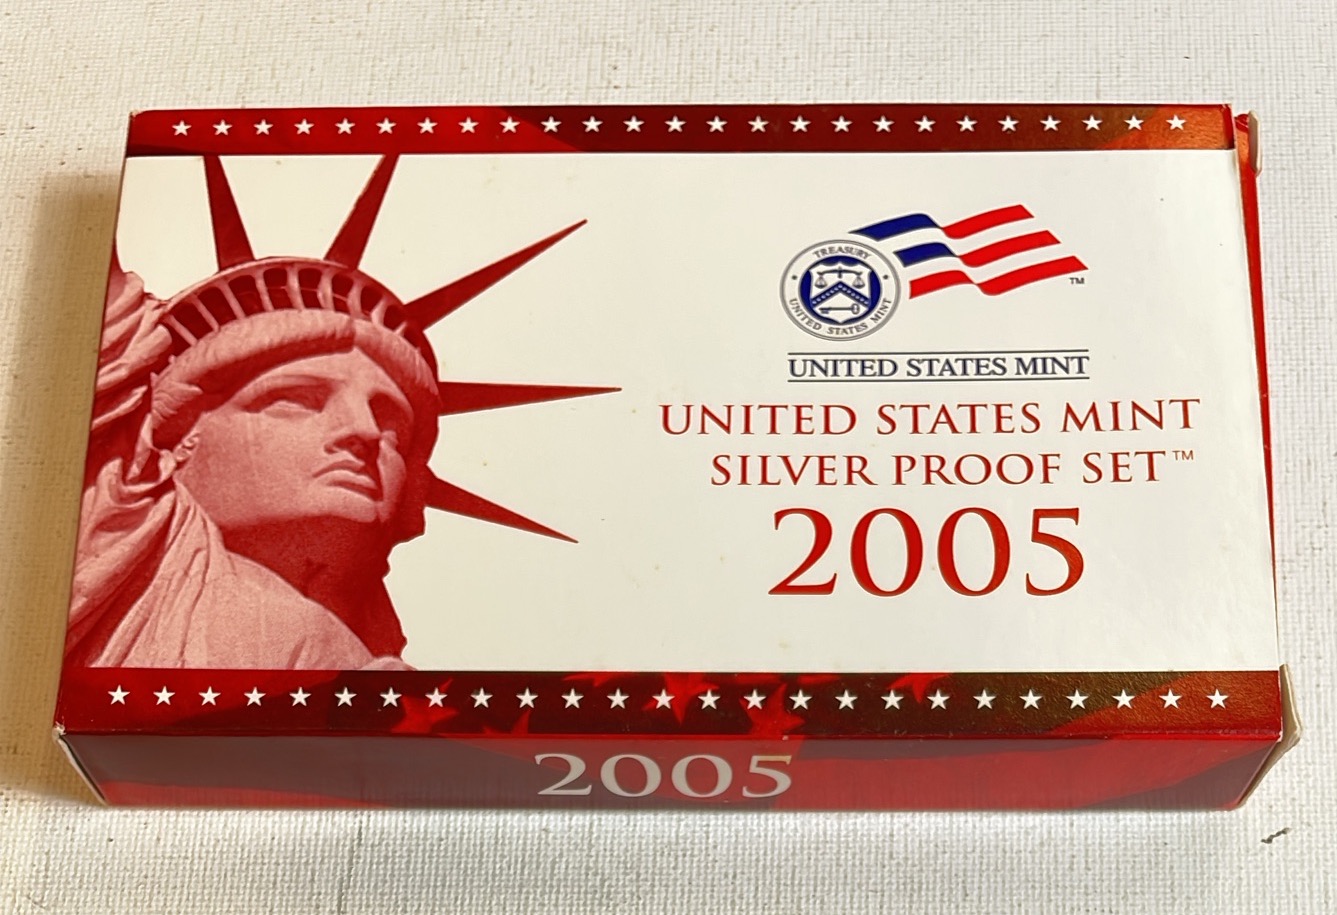 TREASURY
UNITED STATES MINT
TM
UNITED STATES MINT
UNITED STATES MINT
SILVER PROOF SET™
2005
2005